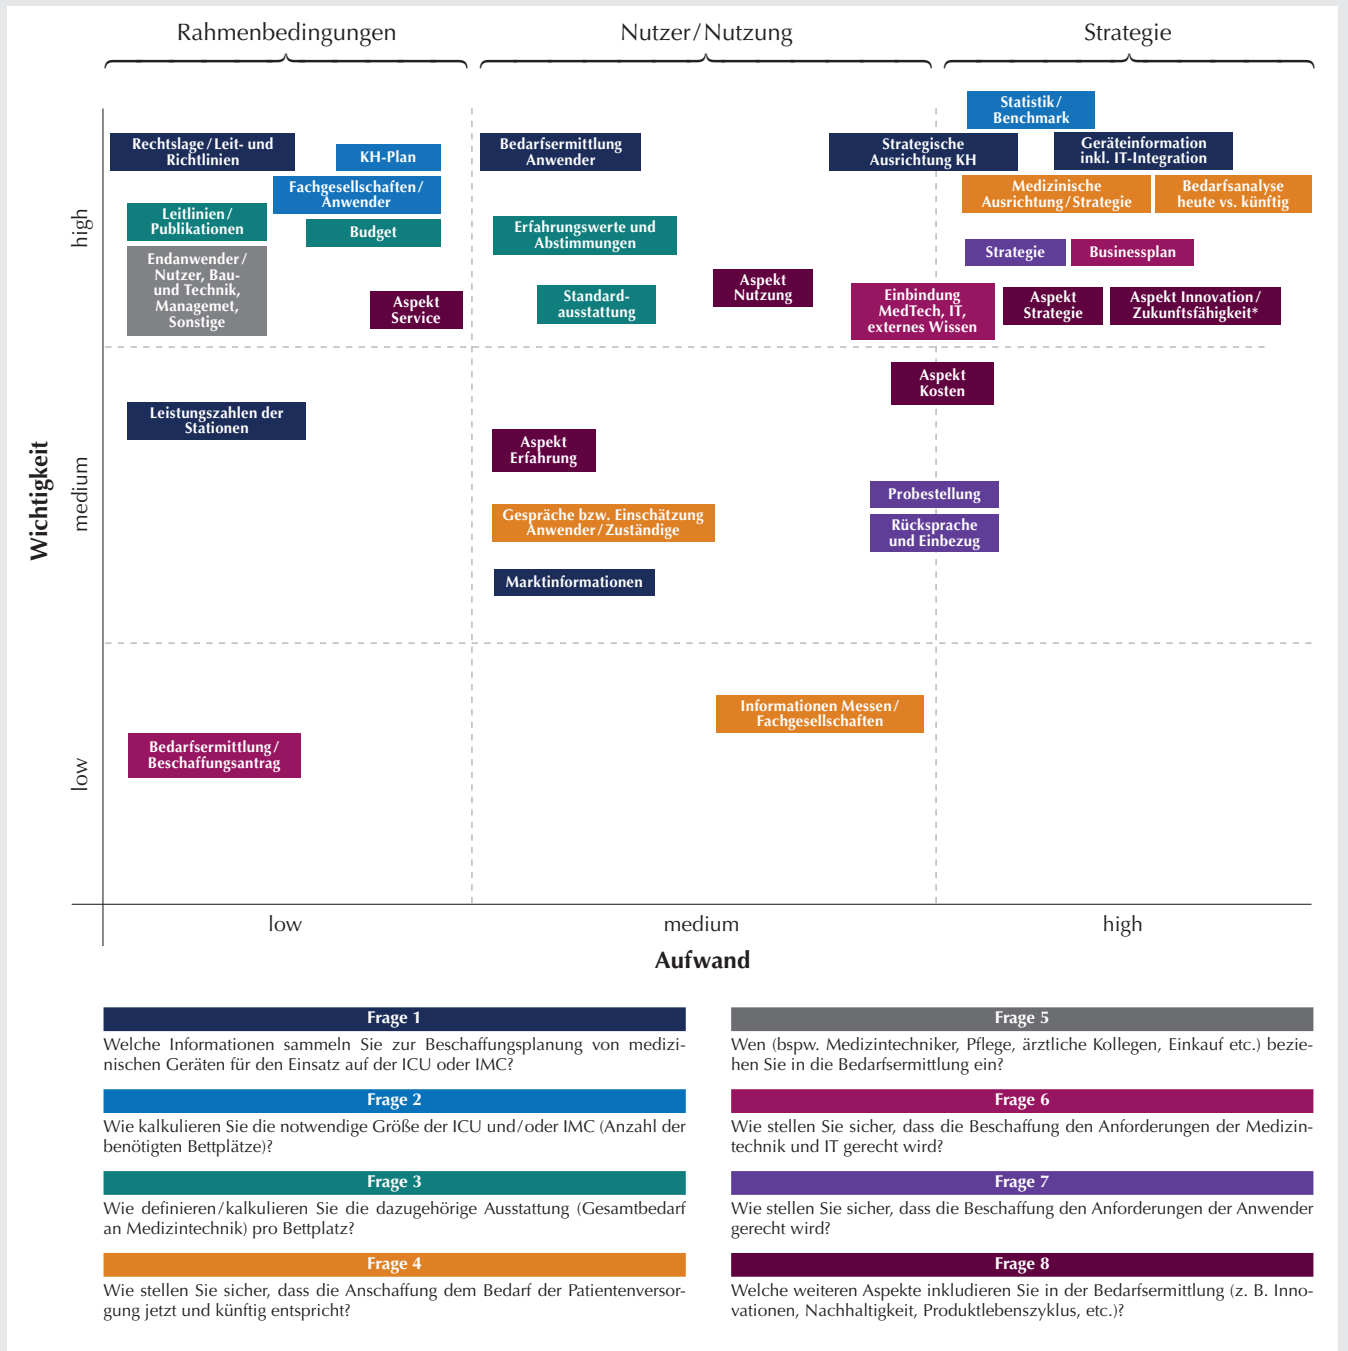 Rahmenbedingungen
Nutzer/Nutzung
Strategie
Wichtigkeit
high
medium
low
Rechtslage/Leit- und
Richtlinien
KH-Plan
Fachgesellschaften/
Anwender
Leitlinien/
Publikationen
Budget
Endanwender/
Nutzer, Bau-
und Technik,
Managemet,
Sonstige
Aspekt
Service
Bedarfsermittlung
Anwender
Erfahrungswerte und
Abstimmungen
Standard-
ausstattung
Aspekt
Nutzung
Strategische
Ausrichtung KH
Einbindung
MedTech, IT,
externes Wissen
Statistik/
Benchmark
Geräteinformation
inkl. IT-Integration
Medizinische
Ausrichtung/Strategie
Bedarfsanalyse
heute vs. künftig
Strategie
Businessplan
Aspekt
Strategie
Aspekt Innovation/
Zukunftsfähigkeit*
Leistungszahlen der
Stationen
Aspekt
Erfahrung
Gespräche bzw. Einschätzung
Anwender/Zuständige
Marktinformationen
Aspekt
Kosten
Probestellung
Rücksprache
und Einbezug
Bedarfsermittlung/
Beschaffungsantrag
Informationen Messen/
Fachgesellschaften
low
medium
high
Aufwand
Frage 1
Welche Informationen sammeln Sie zur Beschaffungsplanung von medizi-
nischen Geräten für den Einsatz auf der ICU oder IMC?
Frage 2
Wie kalkulieren Sie die notwendige Größe der ICU und/oder IMC (Anzahl der
benötigten Bettplätze)?
Frage 3
Wie definieren/kalkulieren Sie die dazugehörige Ausstattung (Gesamtbedarf
an Medizintechnik) pro Bettplatz?
Frage 4
Wie stellen Sie sicher, dass die Anschaffung dem Bedarf der Patientenversor-
gung jetzt und künftig entspricht?
Frage 5
Wen (bspw. Medizintechniker, Pflege, ärztliche Kollegen, Einkauf etc.) bezie-
hen Sie in die Bedarfsermittlung ein?
Frage 6
Wie stellen Sie sicher, dass die Beschaffung den Anforderungen der Medizin-
technik und IT gerecht wird?
Frage 7
Wie stellen Sie sicher, dass die Beschaffung den Anforderungen der Anwender
gerecht wird?
Frage 8
Welche weiteren Aspekte inkludieren Sie in der Bedarfsermittlung (z. B. Inno-
vationen, Nachhaltigkeit, Produktlebenszyklus, etc.)?